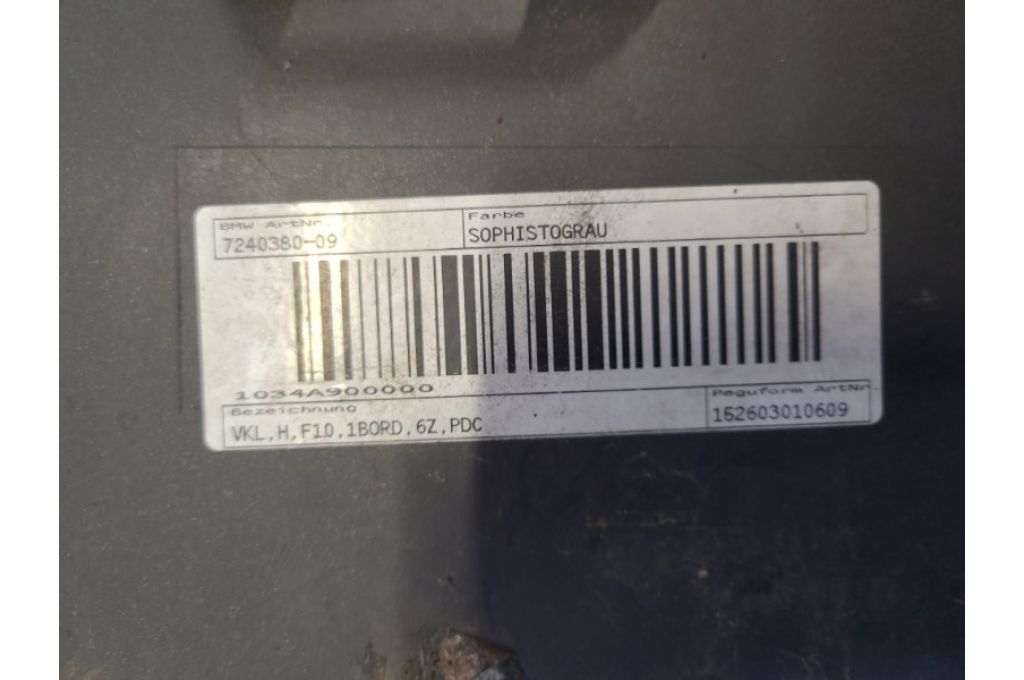 BMW ArtNr.
Farbe
7240380-09
SOPHISTOGRAU
1034A900000
Bezeichnung
Peguform ArtNr.
VKL,H,F10,1BORD,6Z,PDC
152603010609